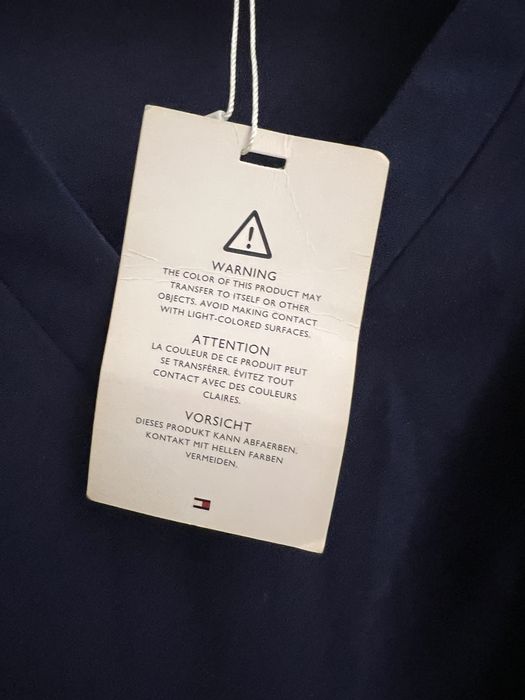 WARNING
THE COLOR OF THIS PRODUCT MAY
TRANSFER TO ITSELF OR OTHER
OBJECTS. AVOID MAKING CONTACT
WITH LIGHT-COLORED SURFACES.
ATTENTION
LA COULEUR DE CE PRODUIT PEUT
SE TRANSFÉRER. ÉVITEZ TOUT
CONTACT AVEC DES COULEURS
CLAIRES.
VORSICHT
DIESES PRODUKT KANN ABFAERBEN.
KONTAKT MIT HELLEN FARBEN
VERMEIDEN.